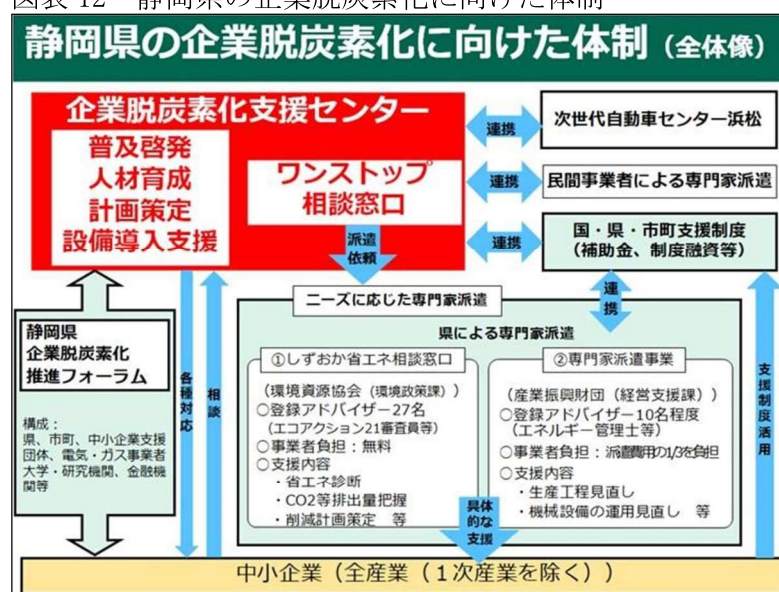 図表 12 静岡県の企業脱炭素化に向けた体制
静岡県の企業脱炭素化に向けた体制（全体像）
企業脱炭素化支援センター
普及啓発
人材育成
計画策定
設備導入支援
ワンストップ
相談窓口
連携
次世代自動車センター浜松
連携
民間事業者による専門家派遣
連携
国・県・市町支援制度
（補助金、制度融資等）
派遣
依頼
連
携
ニーズに応じた専門家派遣
県による専門家派遣
静岡県
企業脱炭素化
推進フォーラム
構成：
県、市町、中小企業支援
団体、電気・ガス事業者
大学・研究機関、金融機
関等
各種対応
相談
①しずおか省エネ相談窓口
（環境資源協会（環境政策課））
○登録アドバイザー27名
（エコアクション21審査員等）
○事業者負担：無料
○支援内容
・省エネ診断
・CO2等排出量把握
・削減計画策定　等
②専門家派遣事業
（産業振興財団（経営支援課））
○登録アドバイザー10名程度
（エネルギー管理士等）
○事業者負担：派遣費用の1/3を負担
○支援内容
・生産工程見直し
・機械設備の運用見直し　等
支援制度活用
具体
的な
支援
中小企業（全産業（１次産業を除く））